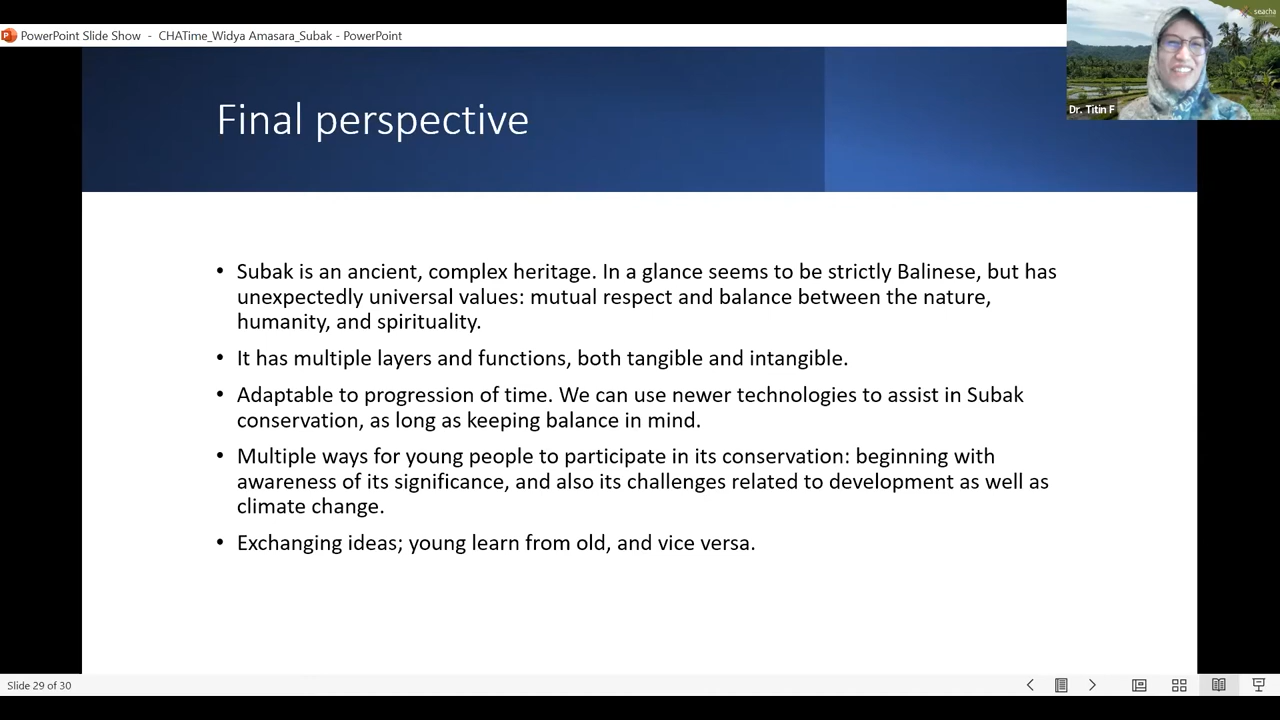 PowerPoint Slide Show - CHATime_Widya Amasara_Subak - PowerPoint
seacha
Dr. Titin F
Final perspective
• Subak is an ancient, complex heritage. In a glance seems to be strictly Balinese, but has
unexpectedly universal values: mutual respect and balance between the nature,
humanity, and spirituality.
• It has multiple layers and functions, both tangible and intangible.
• Adaptable to progression of time. We can use newer technologies to assist in Subak
conservation, as long as keeping balance in mind.
• Multiple ways for young people to participate in its conservation: beginning with
awareness of its significance, and also its challenges related to development as well as
climate change.
• Exchanging ideas; young learn from old, and vice versa.
Slide 29 of 30